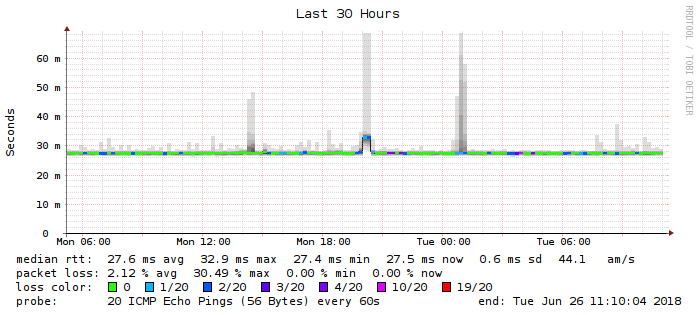 Last 30 Hours
RRDTOOL / TOBI OETIKER
Seconds
60 m
50 m
40 m
30 m
20 m
10 m
0
Mon 06:00 Mon 12:00 Mon 18:00 Tue 00:00 Tue 06:00
median rtt: 27.6 ms avg 32.9 ms max 27.4 ms min 27.5 ms now 0.6 ms sd 44.1 am/s
packet loss: 2.12 % avg 30.49 % max 0.00 % min 0.00 % now
loss color: 0 1/20 2/20 3/20 4/20 10/20 19/20
probe: 20 ICMP Echo Pings (56 Bytes) every 60s end: Tue Jun 26 11:10:04 2018